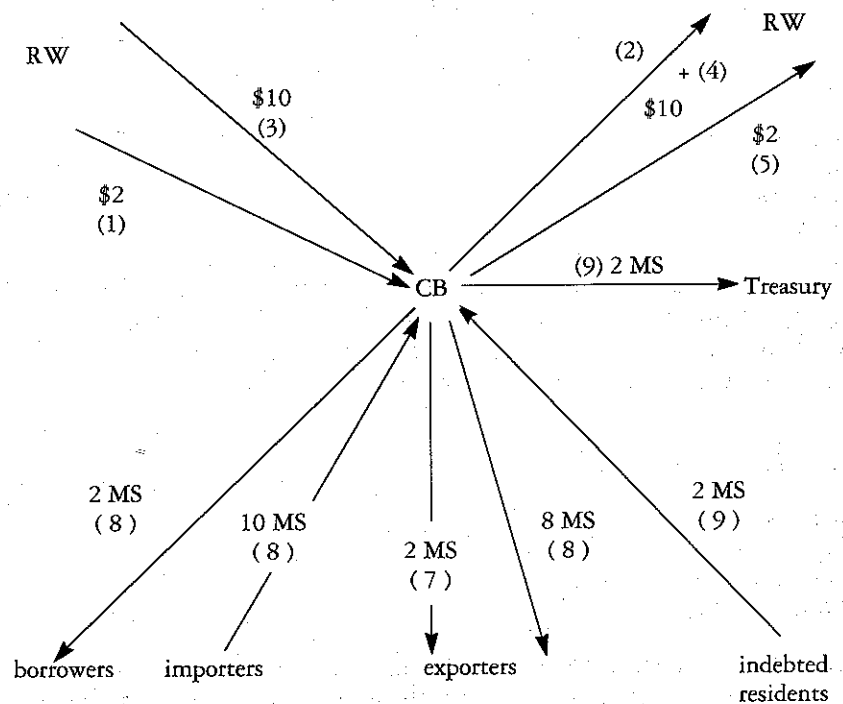 RW
RW
(2)
+ (4)
$10
$10
(3)
$2
(5)
$2
(1)
(9) 2 MS
CB
Treasury
2 MS
( 8 )
10 MS
( 8 )
2 MS
( 7 )
8 MS
( 8 )
2 MS
( 9 )
borrowers
importers
exporters
indebted
residents